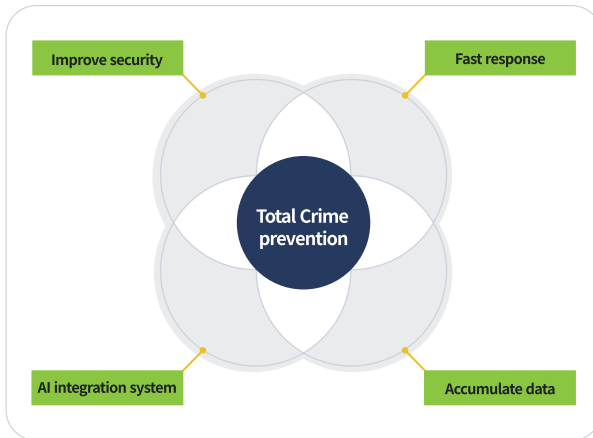 Improve security
Fast response
Total Crime
prevention
AI integration system
Accumulate data